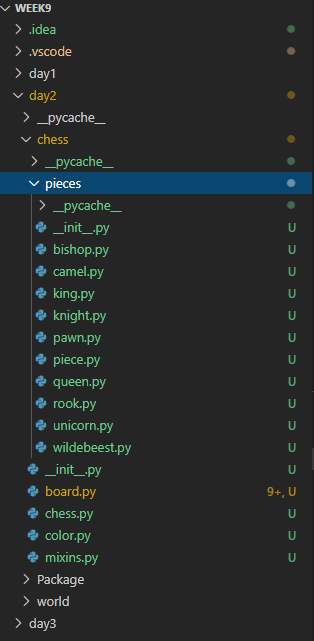 WEEK9
.idea
.vscode
day1
day2
__pycache__
chess
__pycache__
pieces
__pycache__
__init__.py U
bishop.py U
camel.py U
king.py U
knight.py U
pawn.py U
piece.py U
queen.py U
rook.py U
unicorn.py U
wildebeest.py U
__init__.py U
board.py 9+, U
chess.py U
color.py U
mixins.py U
Package
world
day3